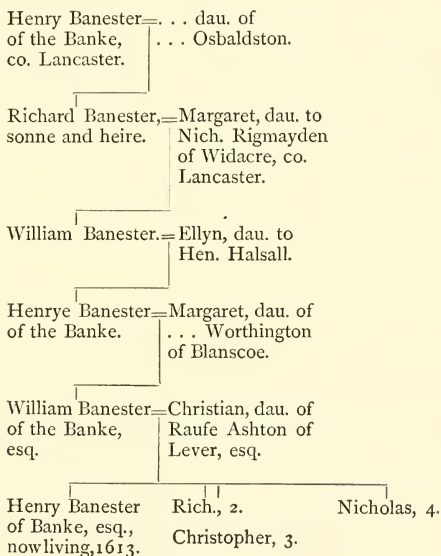 Henry Banester=. . . dau. of
of the Banke, . . . Osbaldston.
co. Lancaster.
Richard Banester,=Margaret, dau. to
sonne and heire. Nich. Rigmayden
of Widacre, co.
Lancaster.
William Banester.=Ellyn, dau. to
Hen. Halsall.
Henrye Banester=Margaret, dau. of
of the Banke. . . . Worthington
of Blanscoe.
William Banester=Christian, dau. of
of the Banke, Raufe Ashton of
esq. Lever, esq.
Henry Banester Rich., 2. Nicholas, 4.
of Banke, esq., Christopher, 3.
now living, 1613.